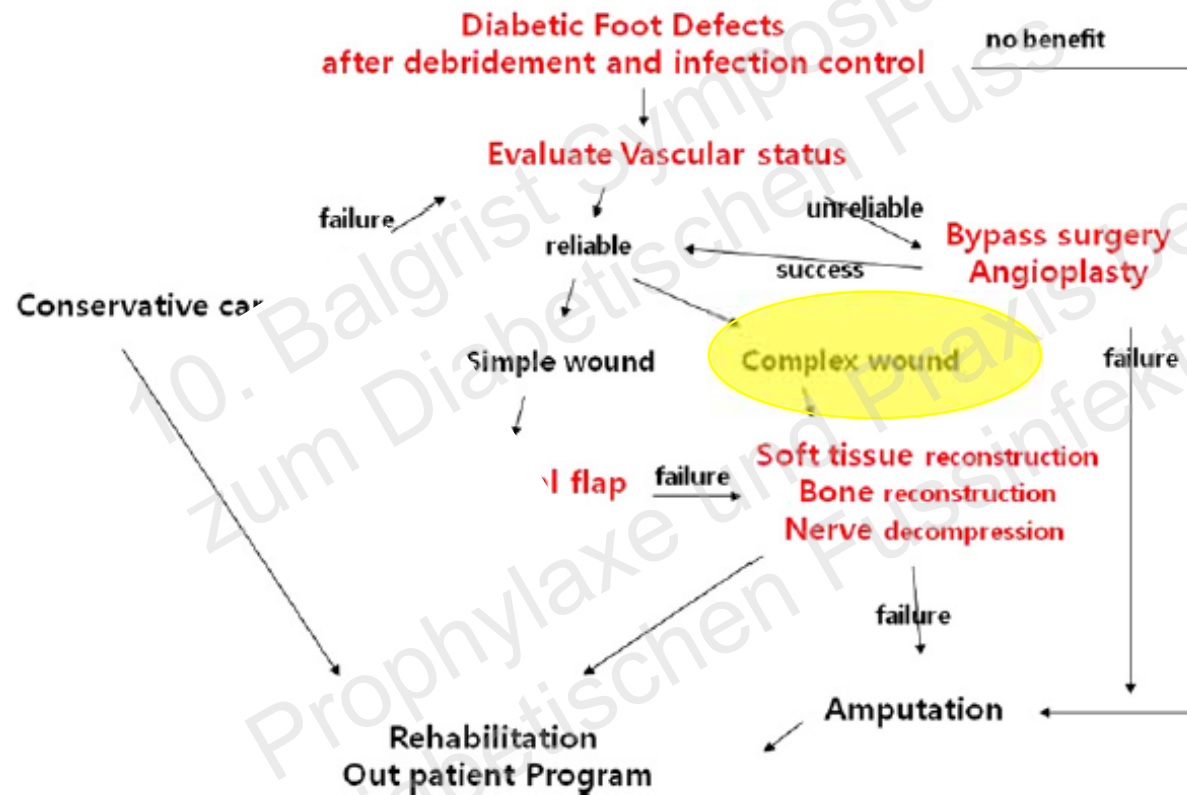 Diabetic Foot Defects
after debridement and infection control
no benefit
Evaluate Vascular status
failure
unreliable
reliable
Bypass surgery
Angioplasty
success
Conservative
Simple wound
Complex wound
failure
flap
failure
Soft tissue reconstruction
Bone reconstruction
Nerve decompression
failure
Amputation
Rehabilitation
Out patient Program
10. Balgrist Symposium
zum Diabetischen Fuss
Prophylaxe und Praxis
Diabetischen Fussinfekt